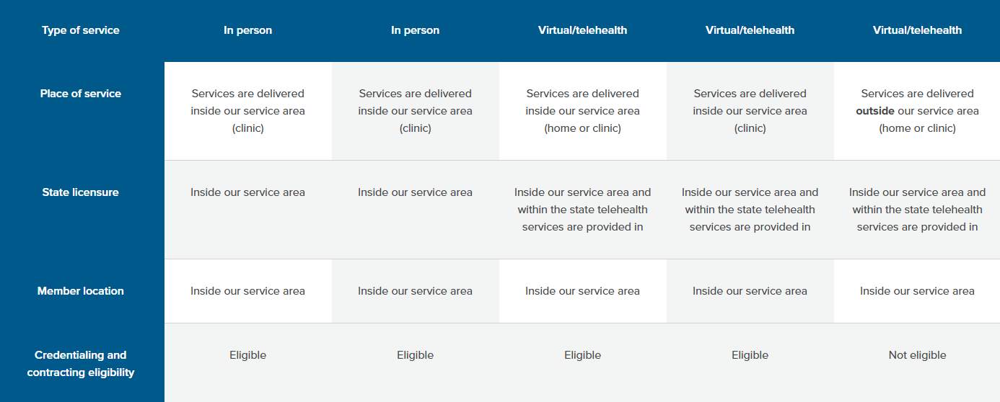 Type of service In person In person Virtual/telehealth Virtual/telehealth Virtual/telehealth
Place of service Services are delivered Services are delivered Services are delivered Services are delivered Services are delivered
inside our service area inside our service area inside our service area inside our service area outside our service area
(clinic) (clinic) (home or clinic) (clinic) (home or clinic)
State licensure Inside our service area Inside our service area Inside our service area and Inside our service area and Inside our service area and
within the state telehealth within the state telehealth within the state telehealth
services are provided in services are provided in services are provided in
Member location Inside our service area Inside our service area Inside our service area Inside our service area Inside our service area
Credentialing and Eligible Eligible Eligible Eligible Not eligible
contracting eligibility